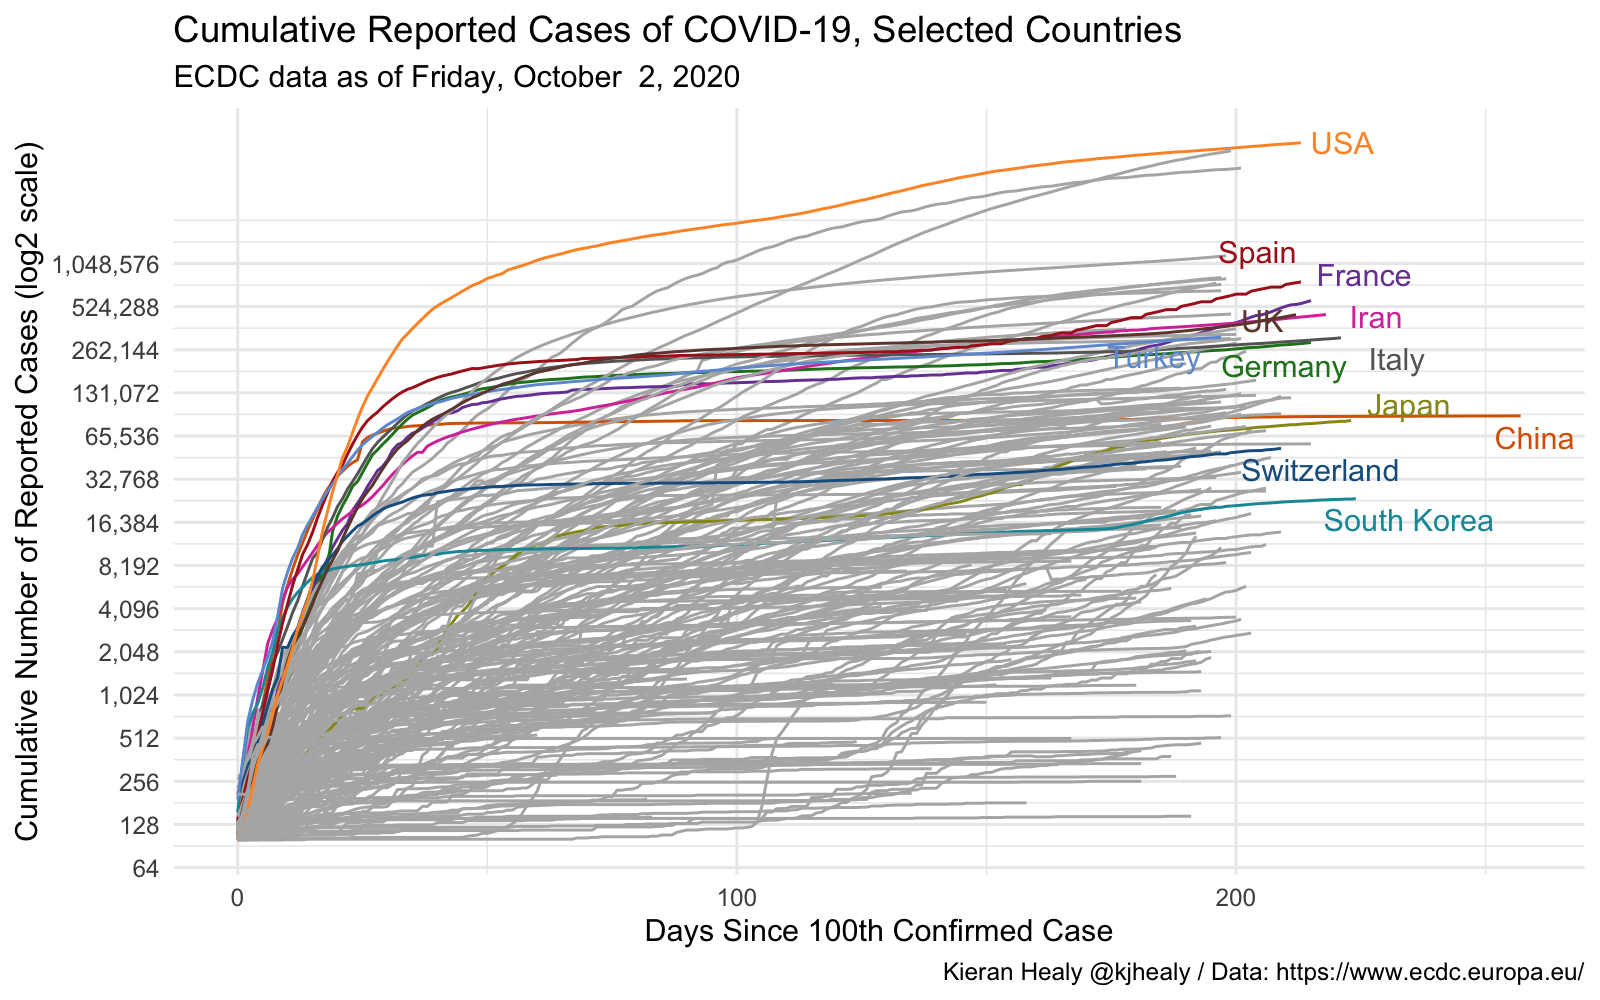 Cumulative Reported Cases of COVID-19, Selected Countries
ECDC data as of Friday, October  2, 2020
Cumulative Number of Reported Cases (log2 scale)
1,048,576
524,288
262,144
131,072
65,536
32,768
16,384
8,192
4,096
2,048
1,024
512
256
128
64
USA
Spain
France
Iran
UK
Turkey
Germany
Italy
Japan
China
Switzerland
South Korea
0
100
200
Days Since 100th Confirmed Case
Kieran Healy @kjhealy / Data: https://www.ecdc.europa.eu/